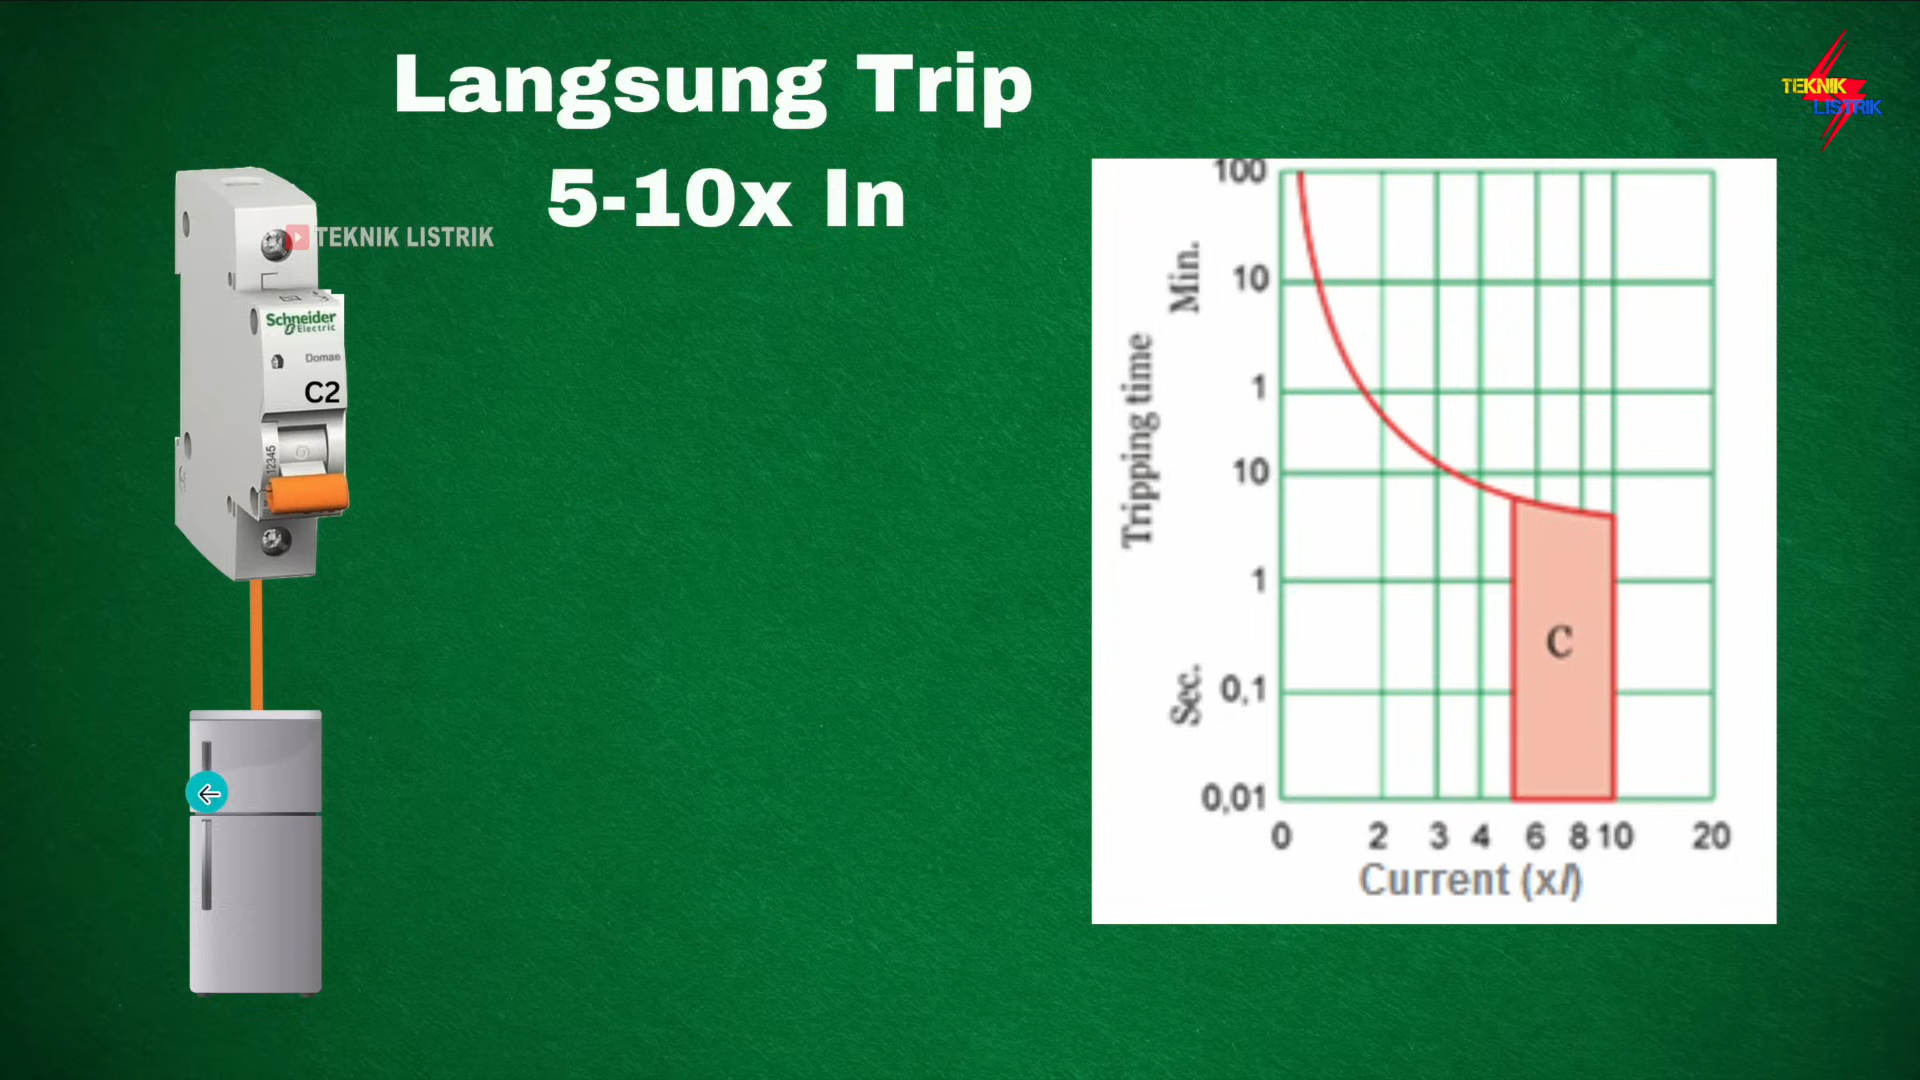 Langsung Trip
5-10x In
TEKNIK
LISTRIK
TEKNIK LISTRIK
Schneider
Electric
Domae
C2
12345
100
10
1
10
1
0,1
0,01
Min.
Tripping time
Sec.
C
0 2 3 4 6 8 10 20
Current (xI)